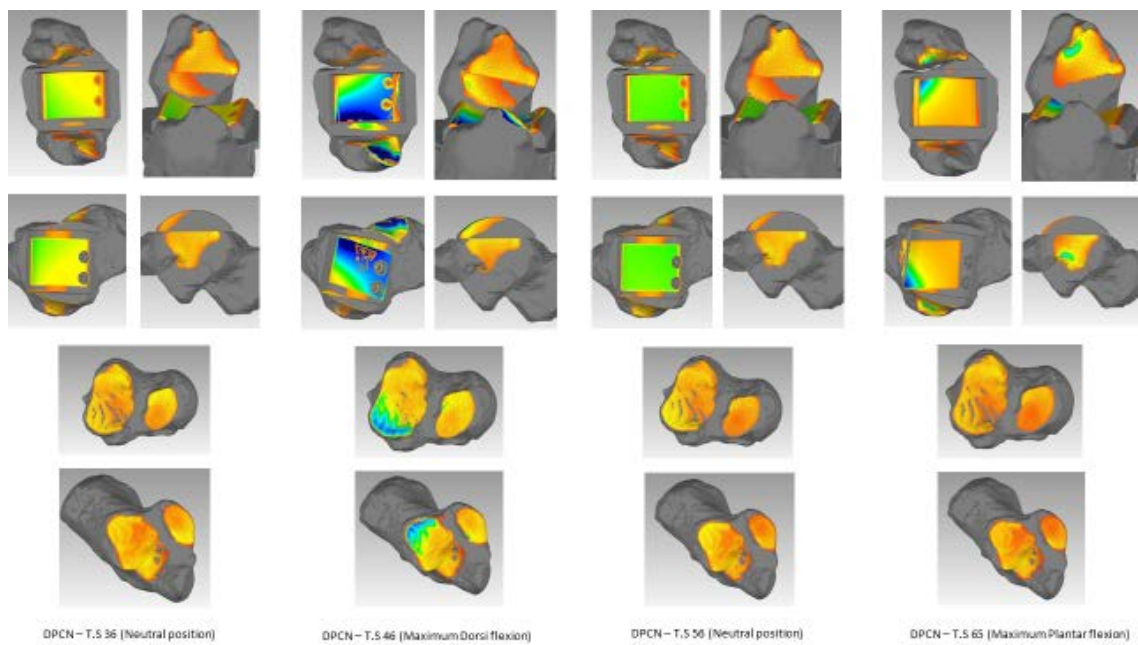 DPCN – T.S 36 (Neutral position)
DPCN – T.S 46 (Maximum Dorsi flexion)
DPCN – T.S 56 (Neutral position)
DPCN – T.S 65 (Maximum Plantar flexion)